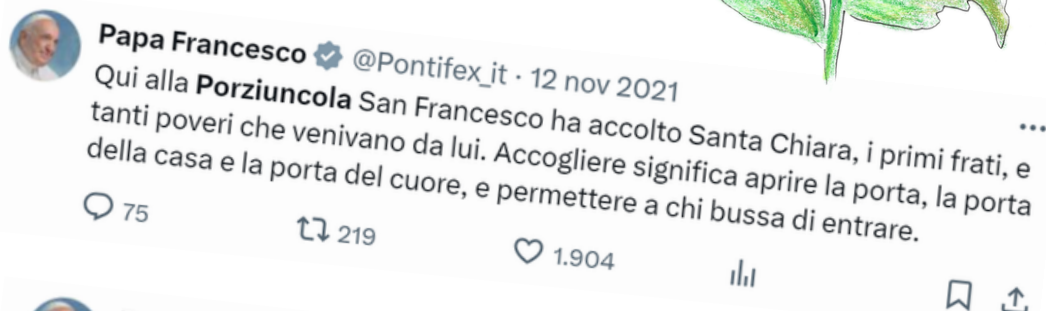 Papa Francesco @Pontifex_it · 12 nov 2021
Qui alla Porziuncola San Francesco ha accolto Santa Chiara, i primi frati, e
tanti poveri che venivano da lui. Accogliere significa aprire la porta, la porta
della casa e la porta del cuore, e permettere a chi bussa di entrare.
75 219 1.904